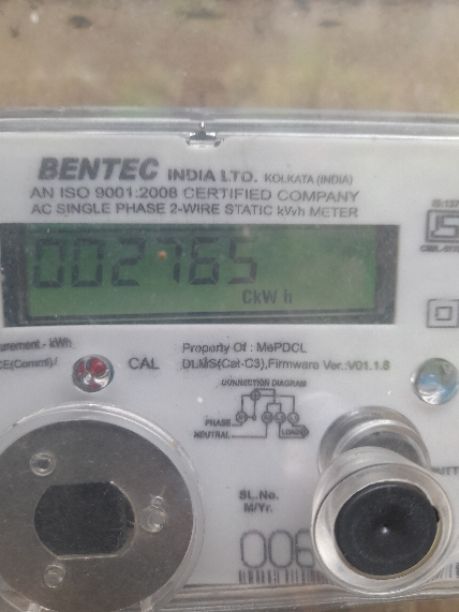 BENTEC INDIA LTD. KOLKATA (INDIA)
AN ISO 9001:2008 CERTIFIED COMPANY
AC SINGLE PHASE 2-WIRE STATIC kWh METER
002765
CkW h
urement - kWh
Property Of : MePDCL
CAL
DLMS(Cat-C3),Firmware Ver.:V01.1.8
CONNECTION DIAGRAM
PHASE
NEUTRAL
LOAD
SL.No.
M/Yr.
006